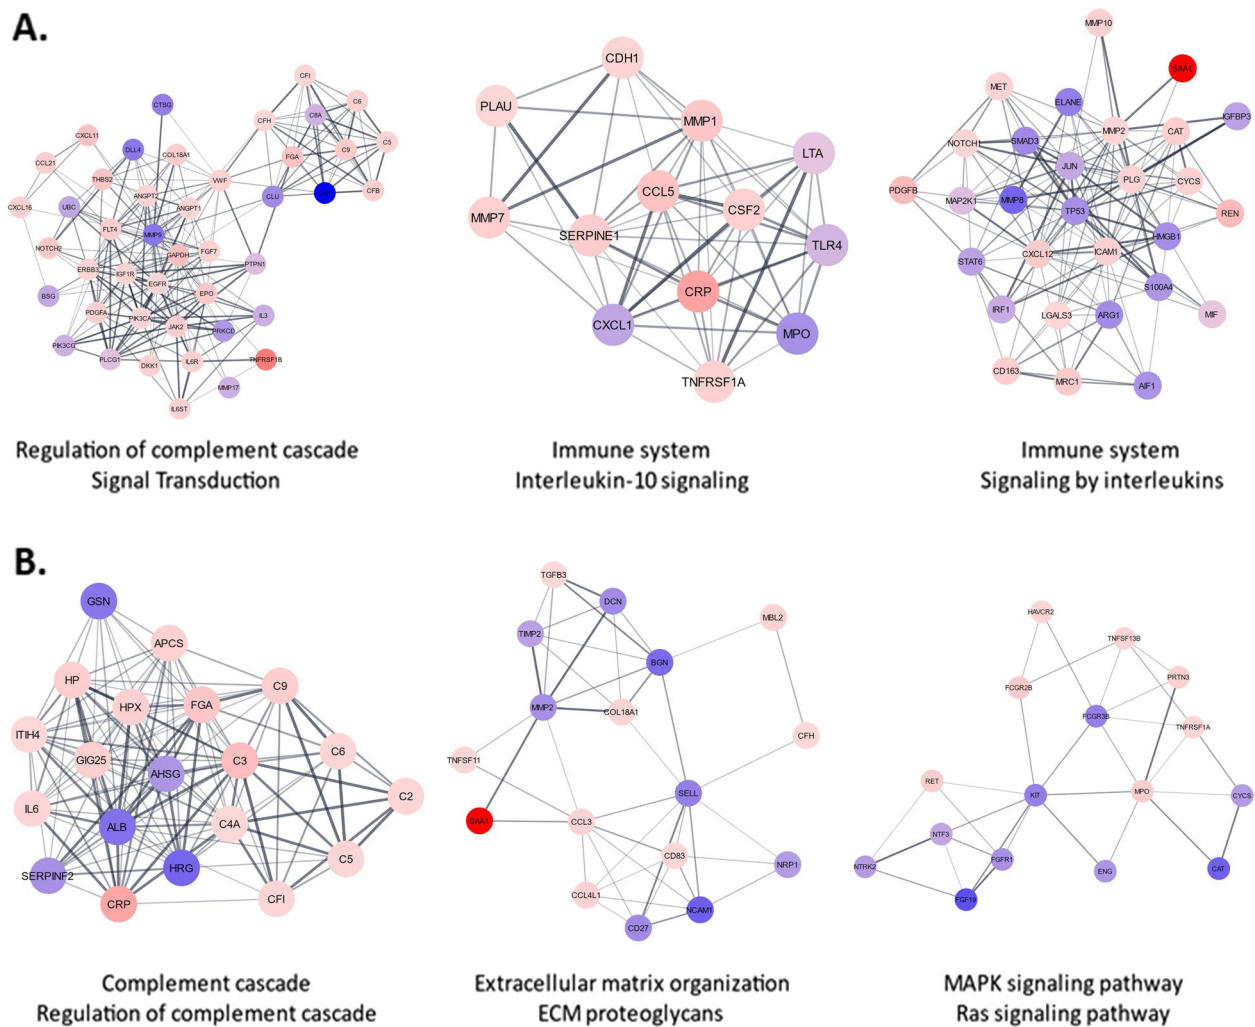 A.
CFI
C6
CTSG
C8A
CFH
C5
CXCL11
C9
DLL4
COL18A1
FGA
CCL21
VWF
THBS2
CFB
ANGPT2
CLU
CXCL16
UBC
ANGPT1
FLT4
MMP9
NOTCH2
GAPDH
FGF7
PTPN1
ERBB3
IGF1R
EGFR
BSG
EPO
PDGFA
PIK3CA
IL3
JAK2
PRKCD
PIK3CG
PLCG1
IL6R
TNFRSF1B
DKK1
MMP17
IL6ST
Regulation of complement cascade
Signal Transduction
CDH1
PLAU
MMP1
LTA
CCL5
CSF2
MMP7
SERPINE1
TLR4
CRP
CXCL1
MPO
TNFRSF1A
Immune system
Interleukin-10 signaling
MMP10
SAA1
MET
ELANE
IGFBP3
MMP2
CAT
NOTCH1
SMAD3
JUN
PLG
CYCS
PDGFB
MAP2K1
MMP8
TP53
REN
HMGB1
CXCL12
ICAM1
STAT6
S100A4
IRF1
LGALS3
ARG1
MIF
CD163
MRC1
AIF1
Immune system
Signaling by interleukins
B.
GSN
APCS
HP
C9
HPX
FGA
ITIH4
C6
GIG25
C3
AHSG
C2
IL6
ALB
C4A
C5
SERPINF2
HRG
CRP
CFI
Complement cascade
Regulation of complement cascade
TGFB3
DCN
MBL2
TIMP2
BGN
MMP2
COL18A1
CFH
TNFSF11
SELL
SAA1
CCL3
CD83
NRP1
CCL4L1
NCAM1
CD27
Extracellular matrix organization
ECM proteoglycans
HAVCR2
TNFSF13B
PRTN3
FCGR2B
FCGR3B
TNFRSF1A
RET
KIT
MPO
CYCS
NTF3
NTRK2
FGFR1
ENG
CAT
FGF19
MAPK signaling pathway
Ras signaling pathway